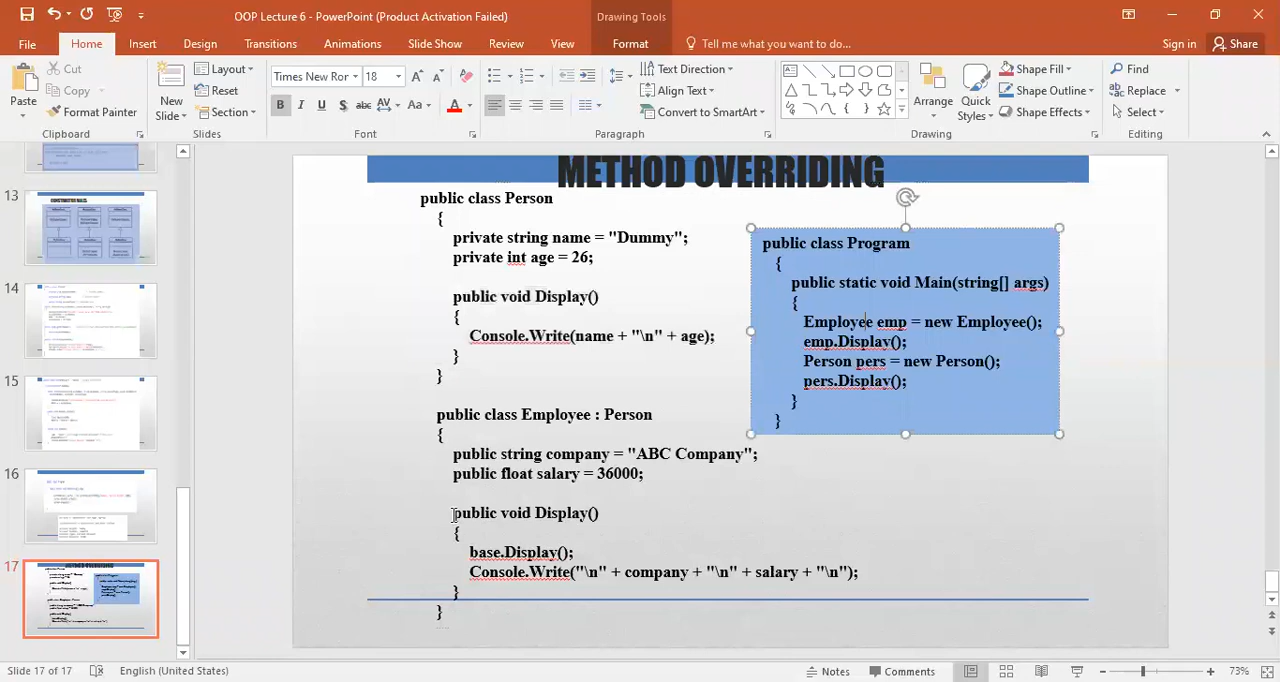 OOP Lecture 6 - PowerPoint (Product Activation Failed)
Drawing Tools
File
Home
Insert
Design
Transitions
Animations
Slide Show
Review
View
Format
Tell me what you want to do...
Sign in
Share
Paste
Cut
Copy
Format Painter
Clipboard
New Slide
Layout
Reset
Section
Slides
Times New Ror
18
B I U S abc AV Aa A
Font
Text Direction
Align Text
Convert to SmartArt
Paragraph
Arrange
Quick Styles
Shape Fill
Shape Outline
Shape Effects
Drawing
Find
Replace
Select
Editing
13
14
15
16
17
METHOD OVERRIDING
public class Person
{
private string name = "Dummy";
private int age = 26;
public void Display()
{
Console.Write(name + "\n" + age);
}
}
public class Employee : Person
{
public string company = "ABC Company";
public float salary = 36000;
public void Display()
{
base.Display();
Console.Write("\n" + company + "\n" + salary + "\n");
}
}
public class Program
{
public static void Main(string[] args)
{
Employee emp = new Employee();
emp.Display();
Person pers = new Person();
pers.Display();
}
}
Slide 17 of 17
English (United States)
Notes
Comments
73%